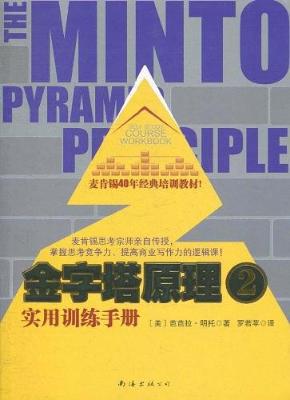 THE
MINTO
PYRAMID
PRINCIPLE
COURSE
WORKBOOK
麦肯锡40年经典培训教材!
麦肯锡思考宗师亲自传授,
掌握思考竞争力、提高商业写作力的逻辑课!
金字塔原理2
实用训练手册
[美]芭芭拉·明托 著 罗若苹 译
南海出版公司